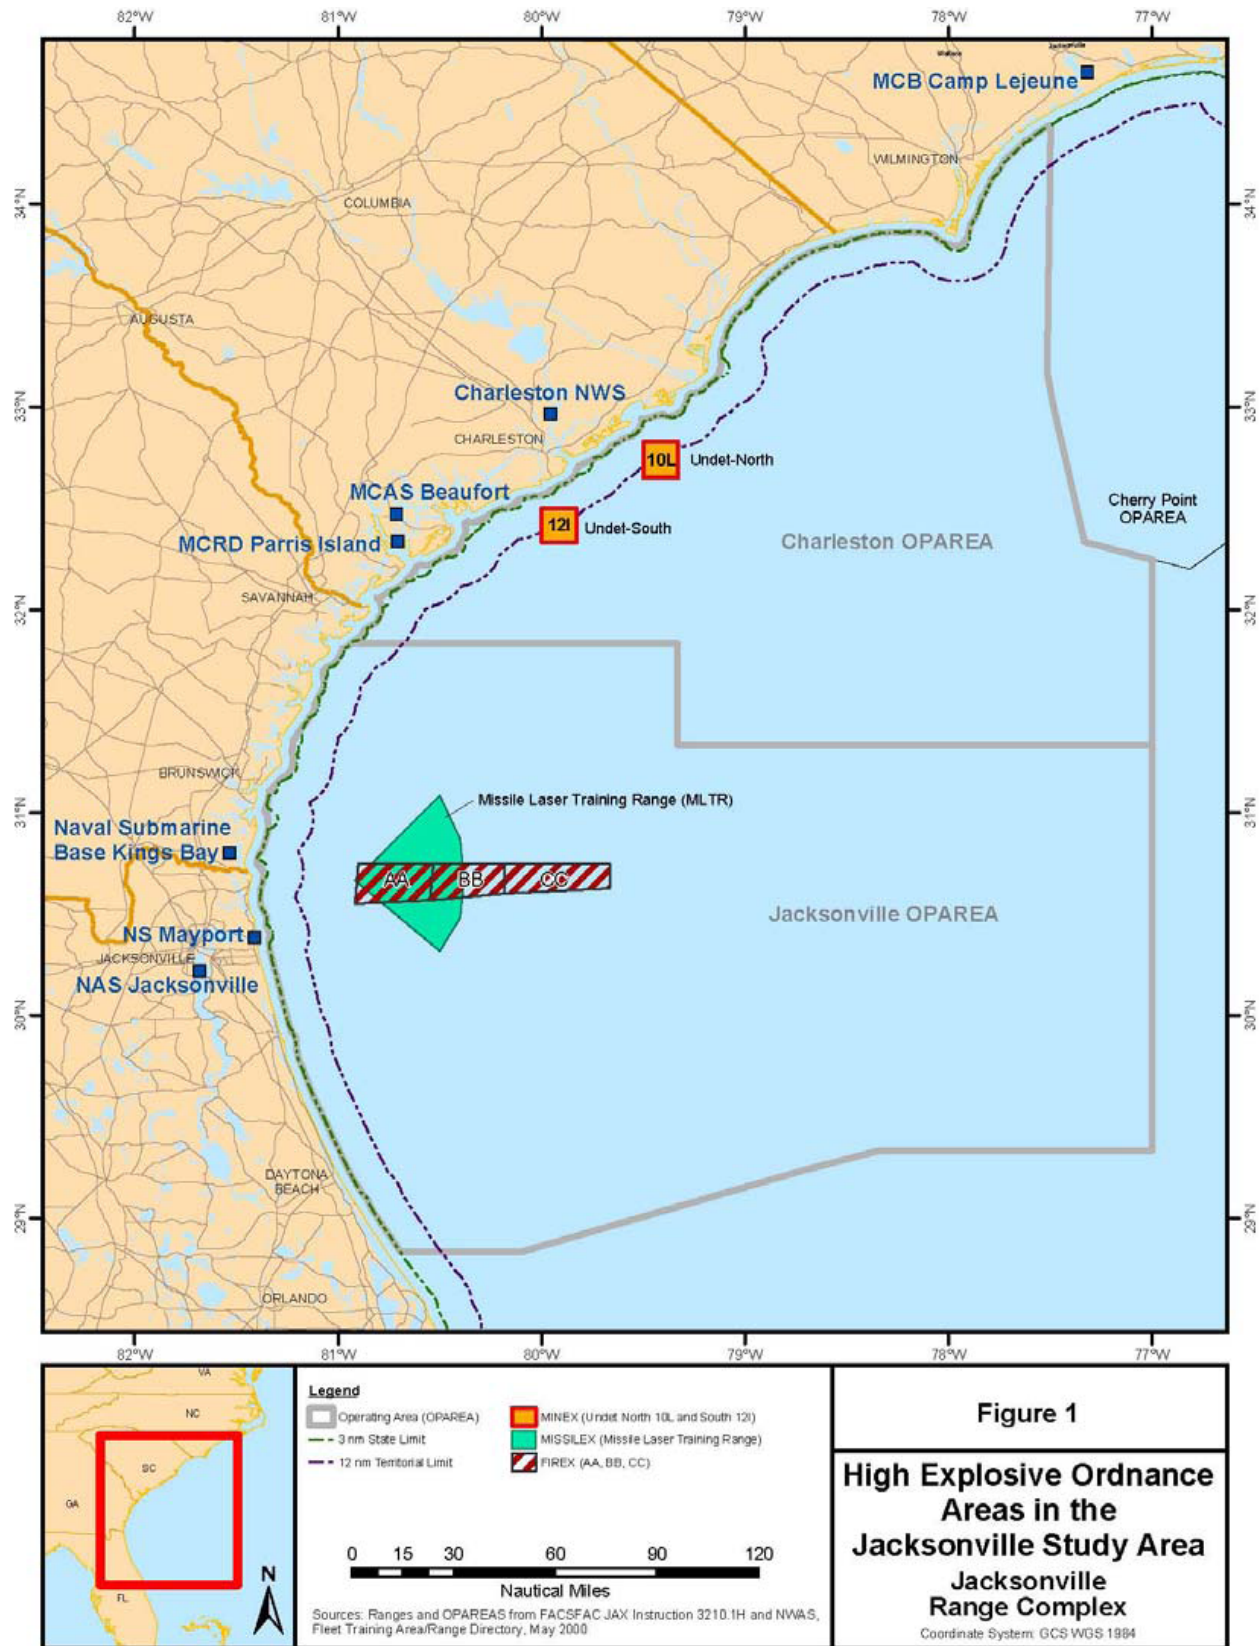 82°W 81°W 80°W 79°W 78°W 77°W
Jacksonville
MCB Camp Lejeune
WILMINGTON
34°N
34°N
COLUMBIA
AUGUSTA
33°N
33°N
Charleston NWS
CHARLESTON
10L Undet-North
MCAS Beaufort
12I Undet-South
Cherry Point
OPAREA
MCRD Parris Island
Charleston OPAREA
SAVANNAH
32°N
32°N
BRUNSWICK
Missile Laser Training Range (MLTR)
31°N
31°N
Naval Submarine
Base Kings Bay
AA BB CC
Jacksonville OPAREA
NS Mayport
JACKSONVILLE
NAS Jacksonville
30°N
30°N
DAYTONA
BEACH
29°N
29°N
ORLANDO
82°W 81°W 80°W 79°W 78°W 77°W
VA
NC
SC
GA
FL
N
Legend
Operating Area (OPAREA)
3 nm State Limit
12 nm Territorial Limit
MINEX (Undet North 10L and South 12I)
MISSILEX (Missile Laser Training Range)
FIREX (AA, BB, CC)
0 15 30 60 90 120
Nautical Miles
Sources: Ranges and OPAREAS from FACSFAC JAX Instruction 3210.1H and NWAS,
Fleet Training Area/Range Directory, May 2000
Figure 1
High Explosive Ordnance
Areas in the
Jacksonville Study Area
Jacksonville
Range Complex
Coordinate System: GCS WGS 1984